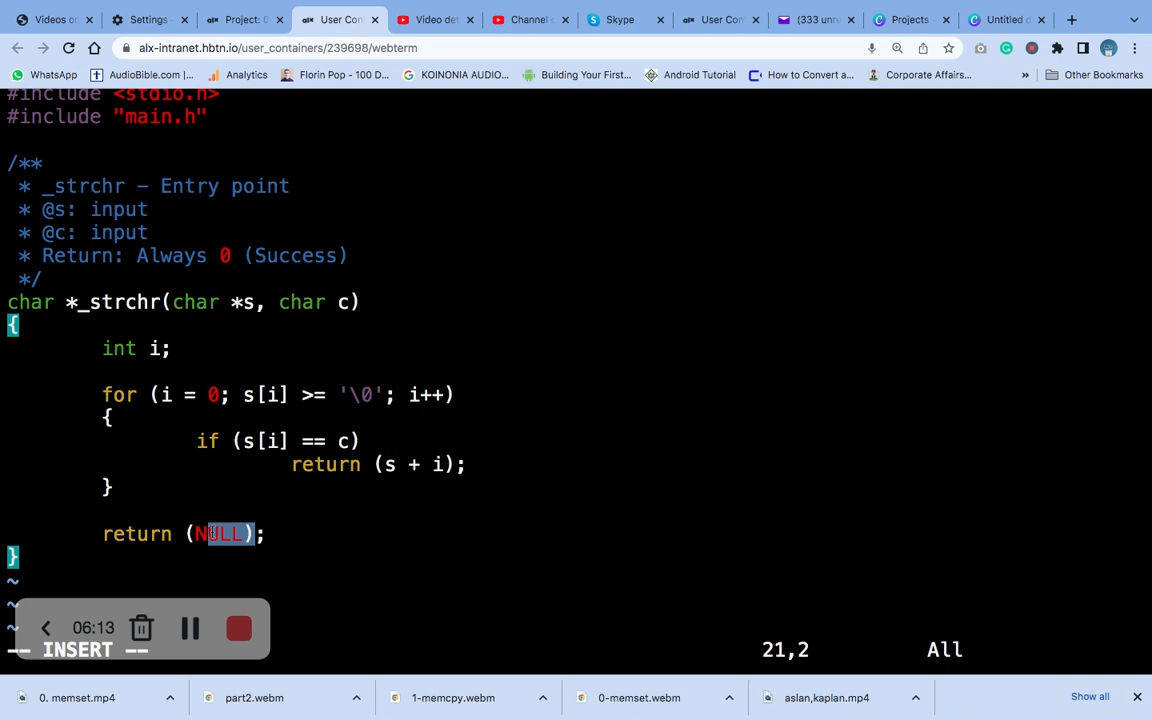 Videos on
Settings -
Project: 0
User Con
Video de
Channel c
Skype
User Con
(333 unre
Projects -
Untitled d
alx-intranet.hbtn.io/user_containers/239698/webterm
WhatsApp
AudioBible.com |...
Analytics
Florin Pop - 100 D...
KOINONIA AUDIO...
Building Your First...
Android Tutorial
How to Convert a...
Corporate Affairs...
»
Other Bookmarks
#include <stdio.h>
#include "main.h"
/**
* _strchr - Entry point
* @s: input
* @c: input
* Return: Always 0 (Success)
*/
char *_strchr(char *s, char c)
{
int i;
for (i = 0; s[i] >= '\0'; i++)
{
if (s[i] == c)
return (s + i);
}
return (NULL);
}
~
~
~
06:13
-- INSERT --
21,2
All
0. memset.mp4
part2.webm
1-memcpy.webm
0-memset.webm
aslan,kaplan.mp4
Show all